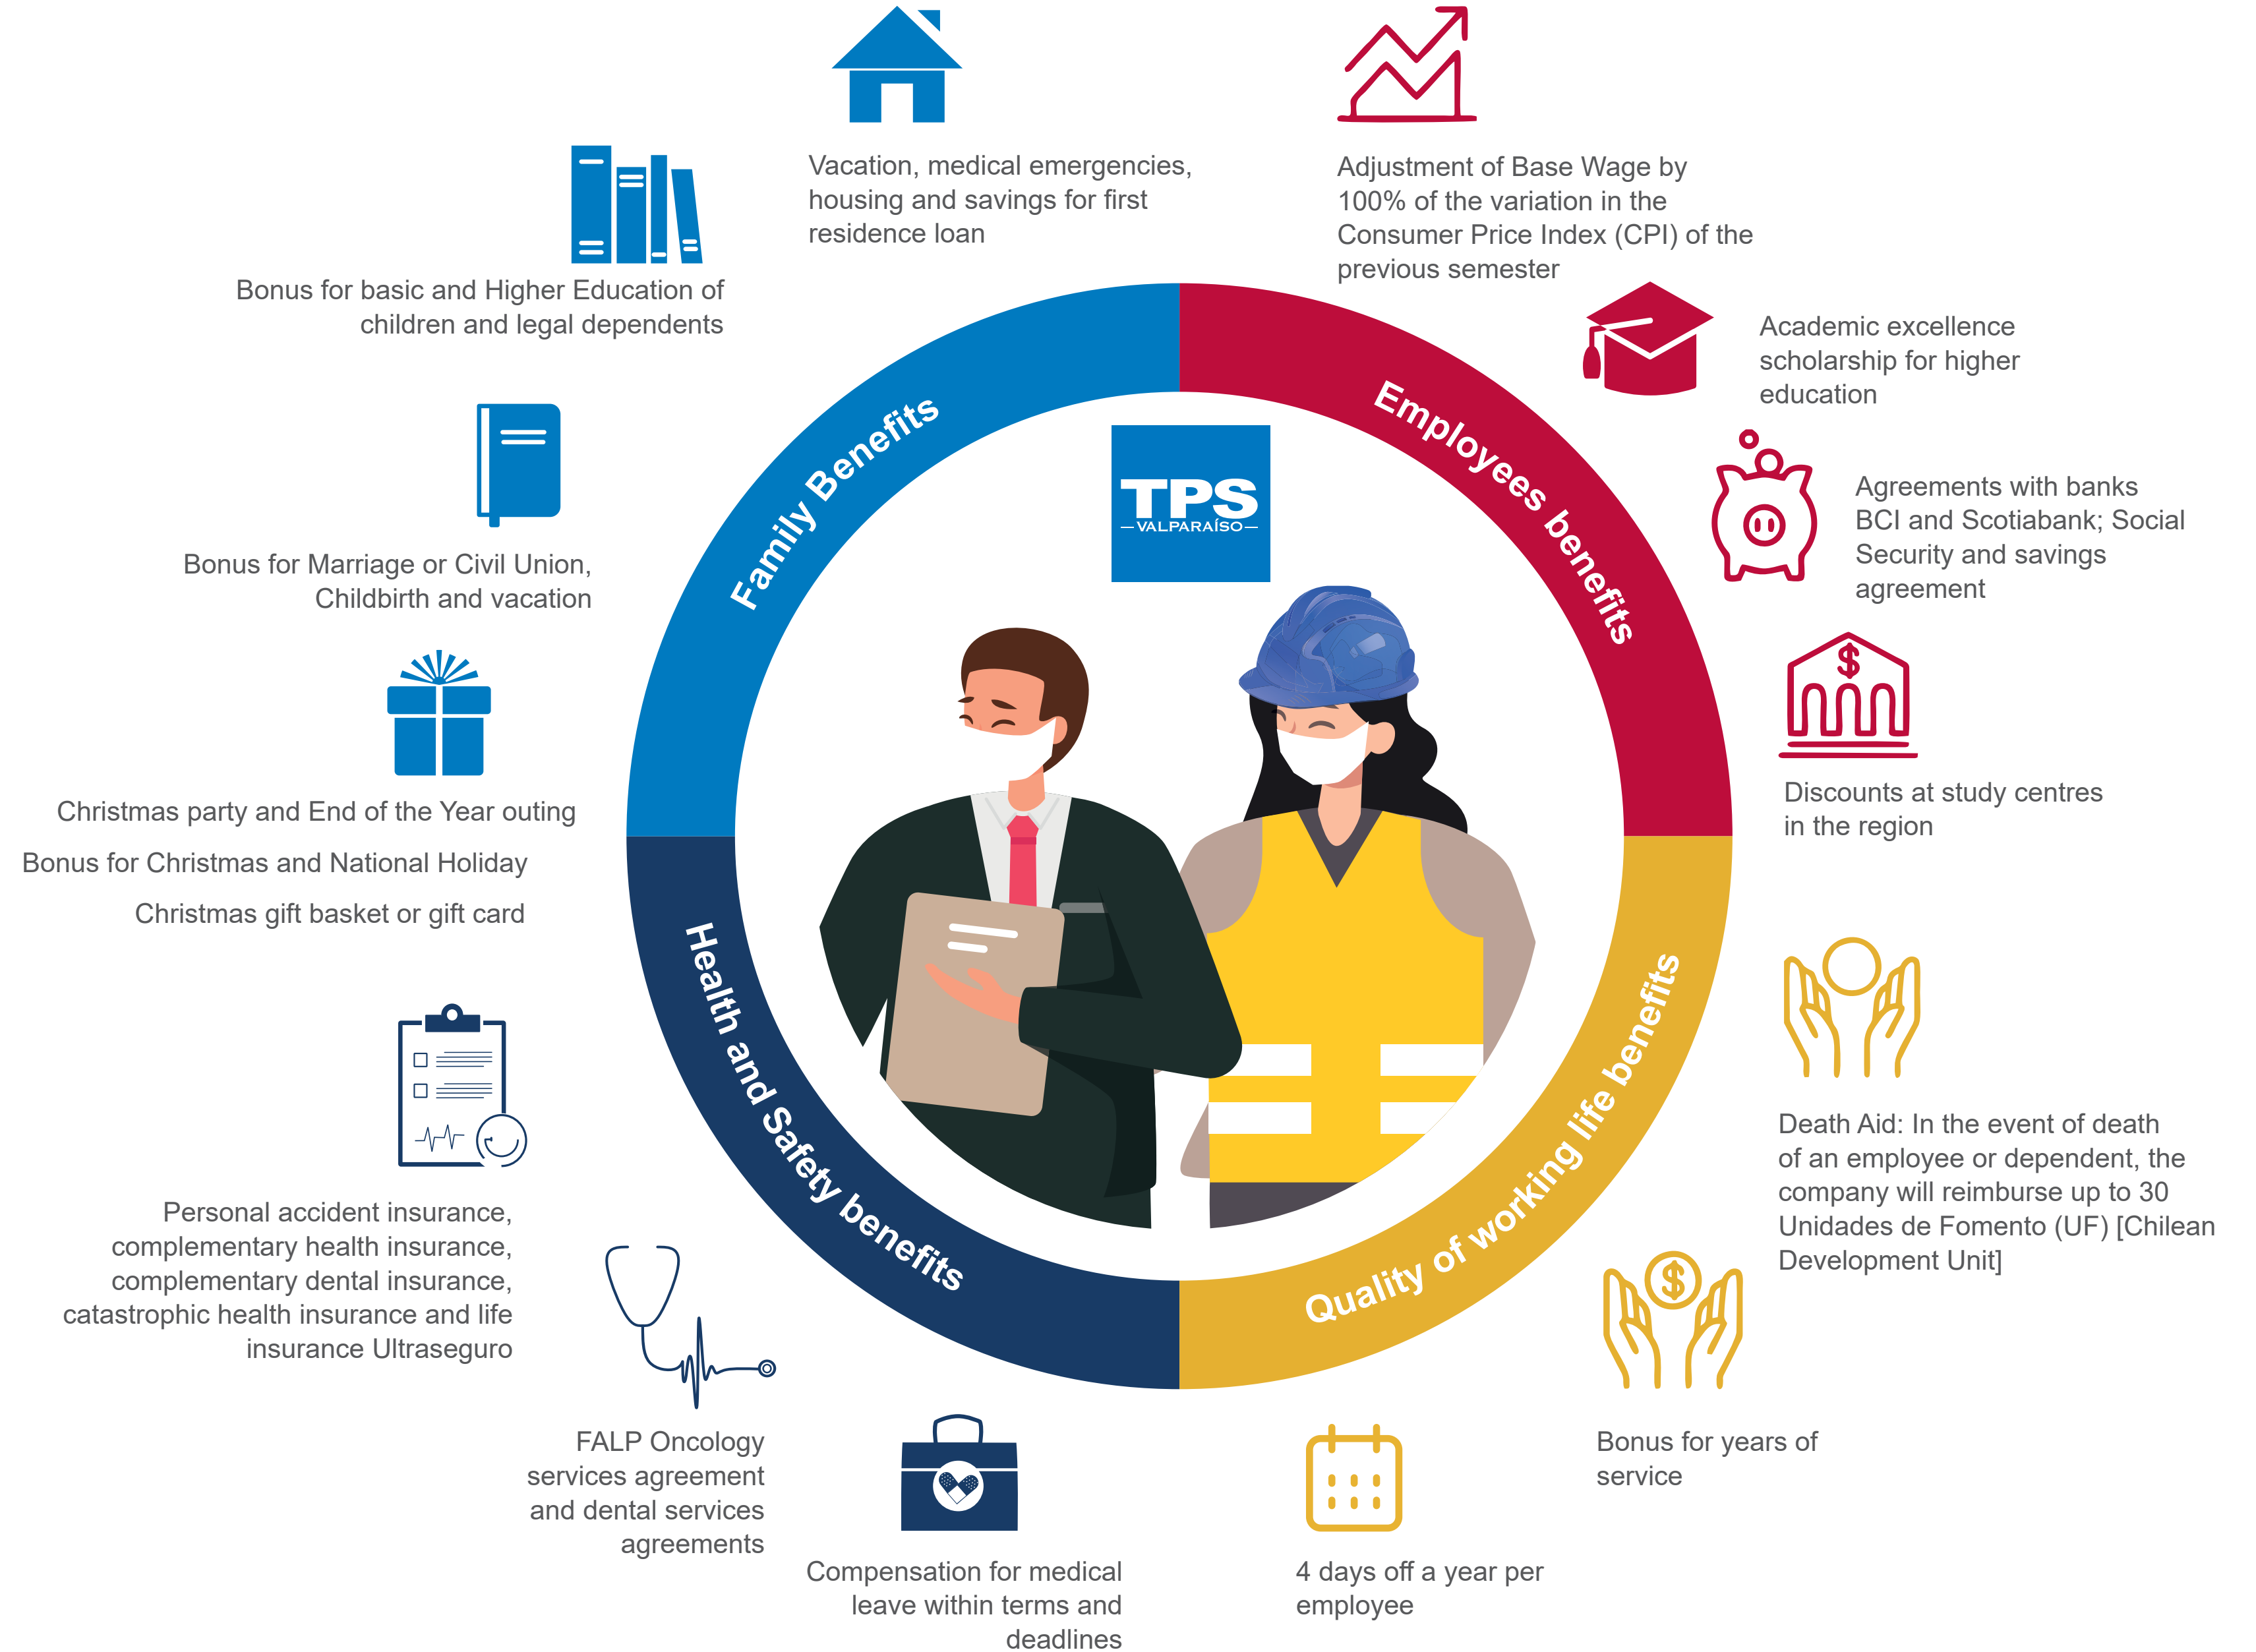 Vacation, medical emergencies,
housing and savings for first
residence loan
Adjustment of Base Wage by
100% of the variation in the
Consumer Price Index (CPI) of the
previous semester
Bonus for basic and Higher Education of
children and legal dependents
Academic excellence
scholarship for higher
education
Bonus for Marriage or Civil Union,
Childbirth and vacation
Agreements with banks
BCI and Scotiabank; Social
Security and savings
agreement
Christmas party and End of the Year outing
Bonus for Christmas and National Holiday
Christmas gift basket or gift card
$
Discounts at study centres
in the region
Family Benefits
Employees benefits
TPS
VALPARAÍSO
Health and Safety benefits
Quality of working life benefits
Personal accident insurance,
complementary health insurance,
complementary dental insurance,
catastrophic health insurance and life
insurance Ultraseguro
Death Aid: In the event of death
of an employee or dependent, the
company will reimburse up to 30
Unidades de Fomento (UF) [Chilean
Development Unit]
FALP Oncology
services agreement
and dental services
agreements
$
Bonus for years of
service
Compensation for medical
leave within terms and
deadlines
4 days off a year per
employee